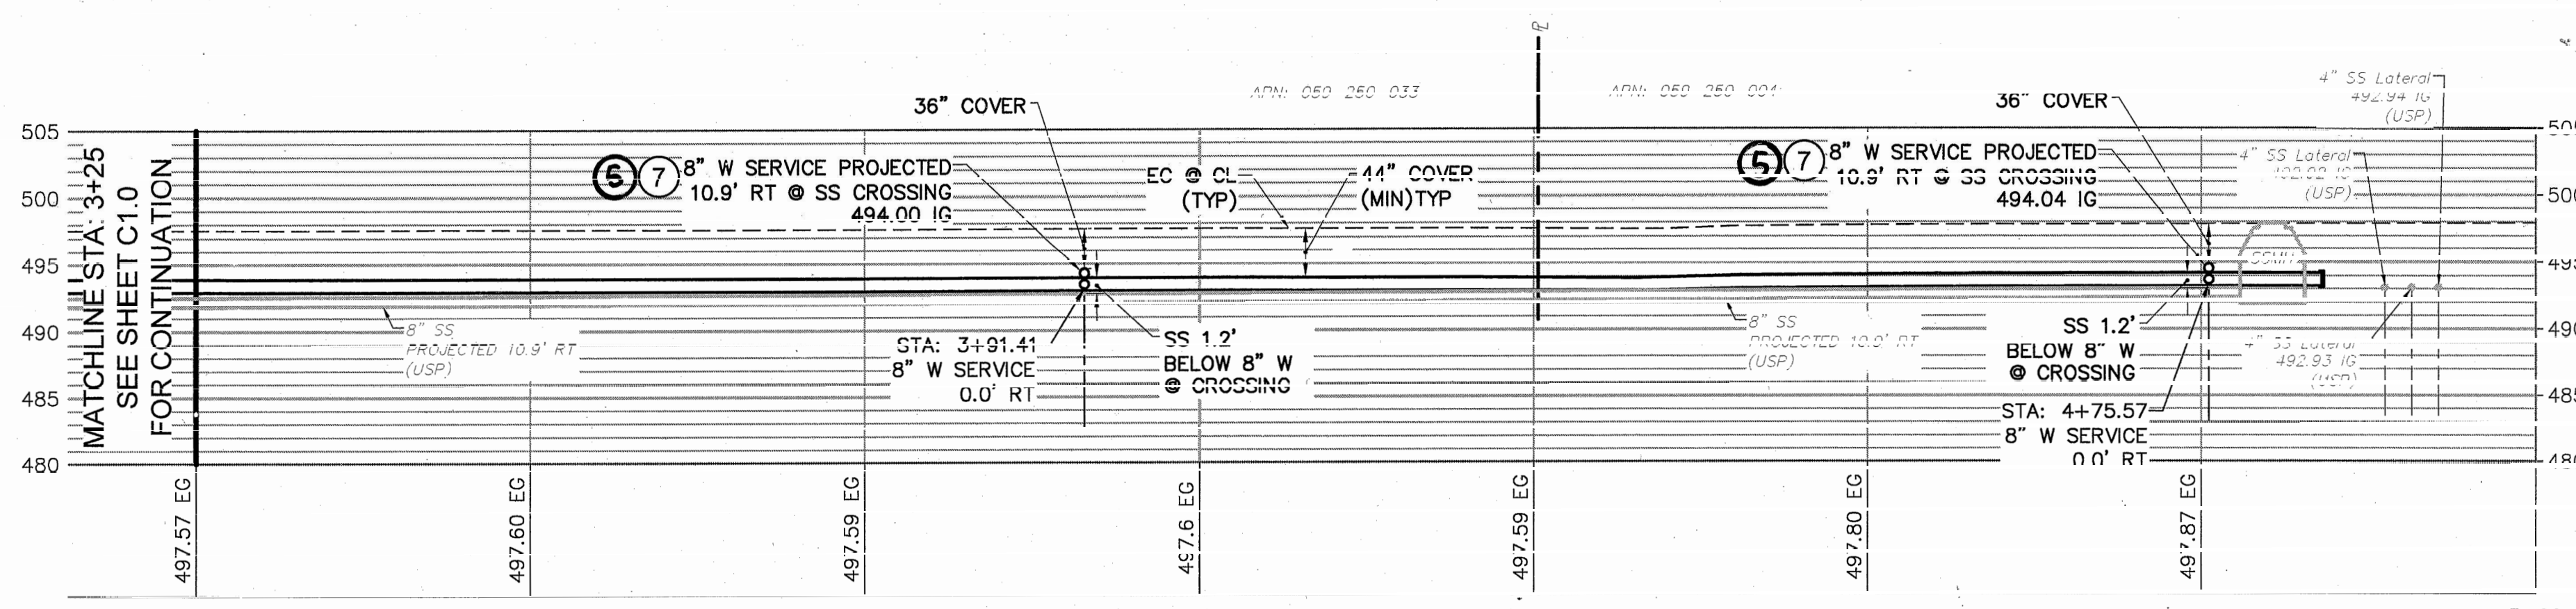 MATCHLINE STA: 3+25
SEE SHEET C1.0
FOR CONTINUATION
505
500
495
490
485
480
36" COVER
APN: 059 250 033
℄
5 7 8" W SERVICE PROJECTED
10.9' RT @ SS CROSSING
494.00 IG
EG @ CL
(TYP)
44" COVER
(MIN)TYP
8" SS
PROJECTED 10.9' RT
(USP)
STA: 3+91.41
8" W SERVICE
0.0' RT
SS 1.2'
BELOW 8" W
@ CROSSING
APN: 059 250 004
36" COVER
5 7 8" W SERVICE PROJECTED
10.9' RT @ SS CROSSING
494.04 IG
4" SS Lateral
492.94 IG
(USP)
4" SS Lateral
492.92 IG
(USP)
SSMH
8" SS
PROJECTED 10.9' RT
(USP)
SS 1.2'
BELOW 8" W
@ CROSSING
4" SS Lateral
492.93 IG
(USP)
STA: 4+75.57
8" W SERVICE
0.0' RT
497.57 EG
497.60 EG
497.59 EG
497.6 EG
497.59 EG
497.80 EG
497.87 EG